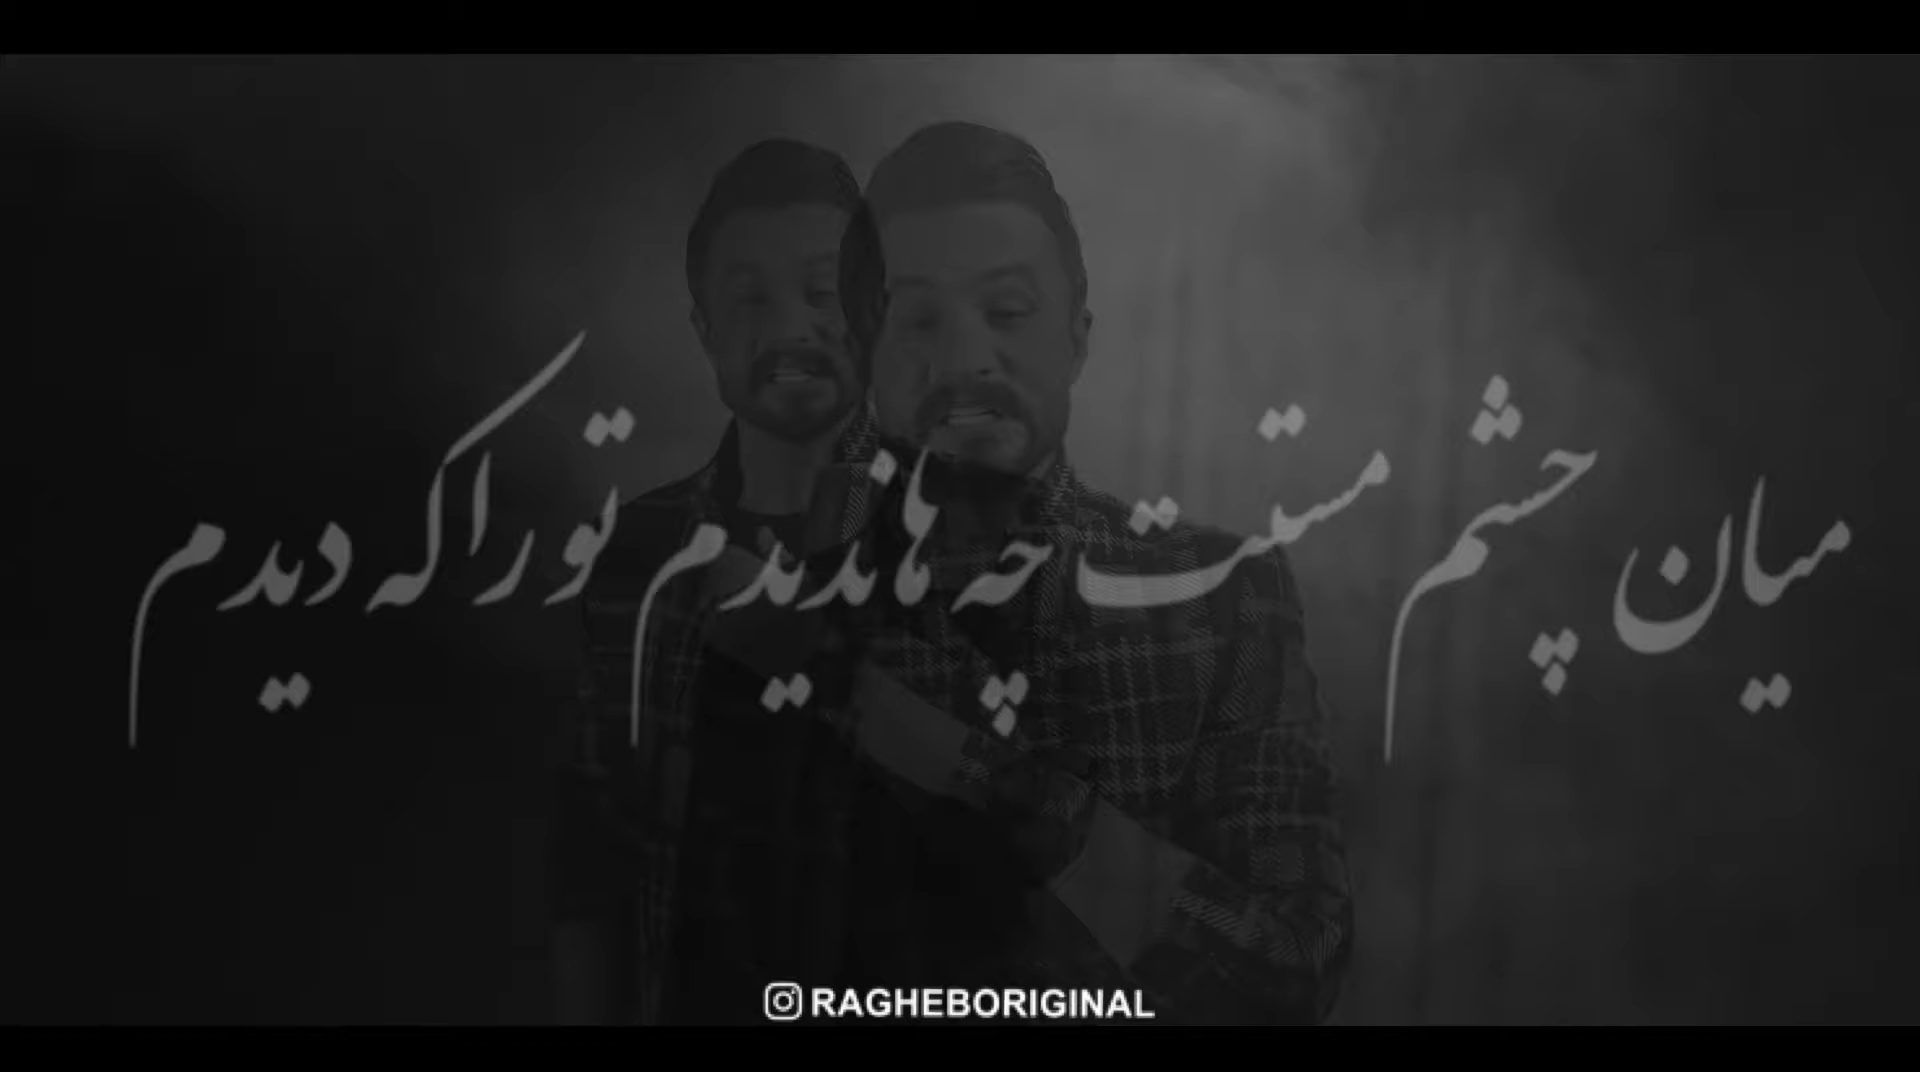 میان چشم مستت چه ها ندیدم تو را که دیدم
RAGHEBORIGINAL